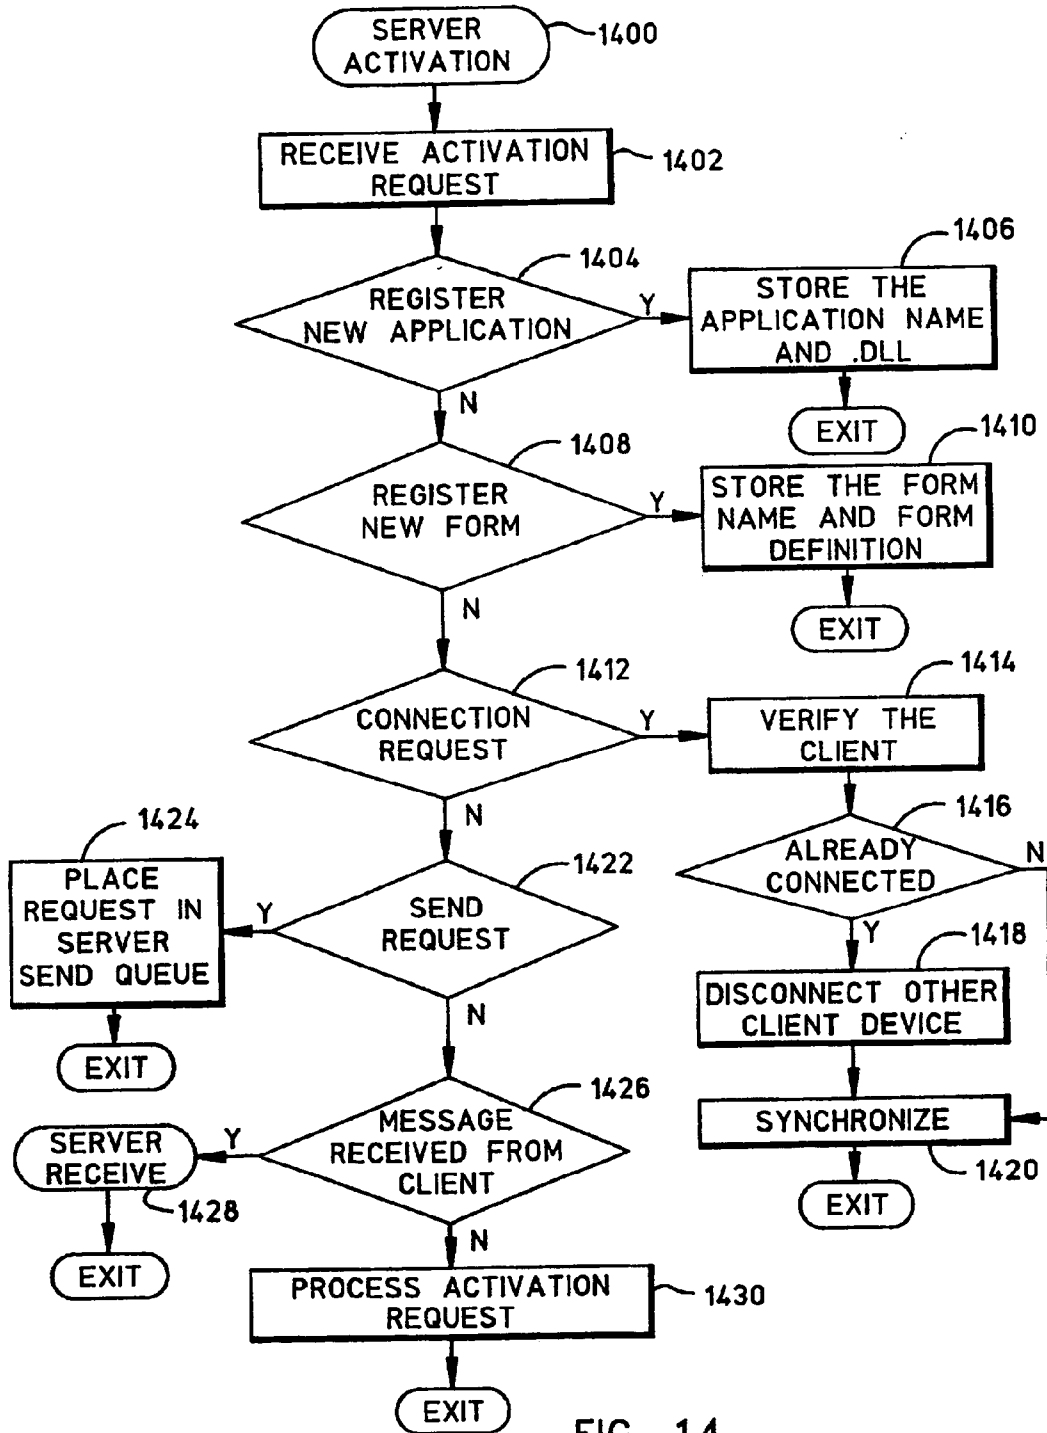 SERVER
ACTIVATION
1400
RECEIVE ACTIVATION
REQUEST
1402
REGISTER
NEW APPLICATION
1404
Y
N
STORE THE
APPLICATION NAME
AND .DLL
1406
EXIT
REGISTER
NEW FORM
1408
Y
N
STORE THE FORM
NAME AND FORM
DEFINITION
1410
EXIT
CONNECTION
REQUEST
1412
Y
N
VERIFY THE
CLIENT
1414
ALREADY
CONNECTED
1416
N
Y
DISCONNECT OTHER
CLIENT DEVICE
1418
SYNCHRONIZE
1420
EXIT
SEND
REQUEST
1422
Y
N
PLACE
REQUEST IN
SERVER
SEND QUEUE
1424
EXIT
MESSAGE
RECEIVED FROM
CLIENT
1426
Y
N
SERVER
RECEIVE
1428
EXIT
PROCESS ACTIVATION
REQUEST
1430
EXIT
FIG. 14